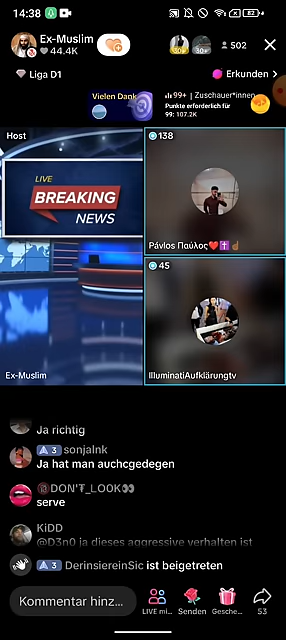 14:38
Ex-Muslim
44.4K
502
Liga D1
Erkunden >
Vielen Dank
99+ | Zuschauer*innen
Punkte erforderlich für
99: 107.2K
Host
138
LIVE
BREAKING
NEWS
Pávlos Παύλος❤️✝️☝🏽
45
Ex-Muslim
IlluminatiAufklärungtv
Ja richtig
3 sonjalnk
Ja hat man auchcgedegen
🔞DON'₮_LO0K👀
serve
KiDD
@D3n0 ja dieses aggressive verhalten ist
3 DerinsiereinSic ist beigetreten
Kommentar hinz...
LIVE mi...
Senden
Gesche...
53